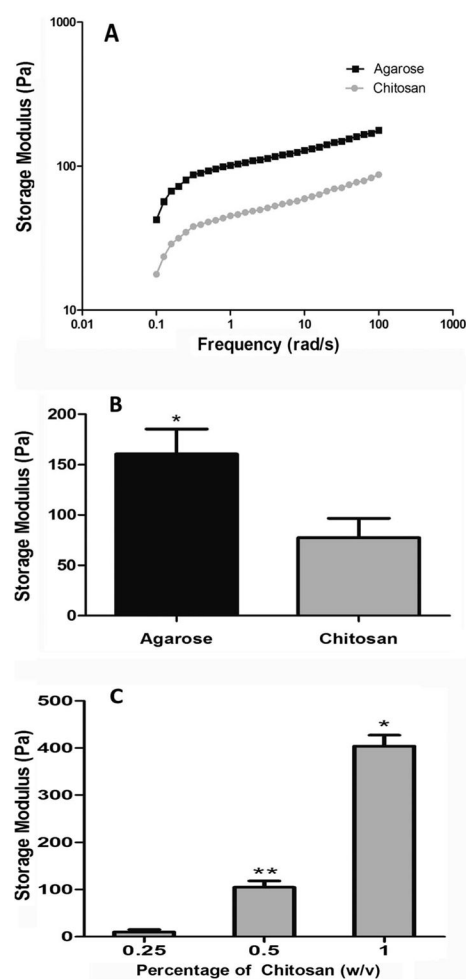 A
1000
100
10
Storage Modulus (Pa)
Agarose
Chitosan
0.01 0.1 1 10 100 1000
Frequency (rad/s)
B
200
150
100
50
0
Storage Modulus (Pa)
*
Agarose Chitosan
C
500
400
300
200
100
0
Storage Modulus (Pa)
*
**
0.25 0.5 1
Percentage of Chitosan (w/v)